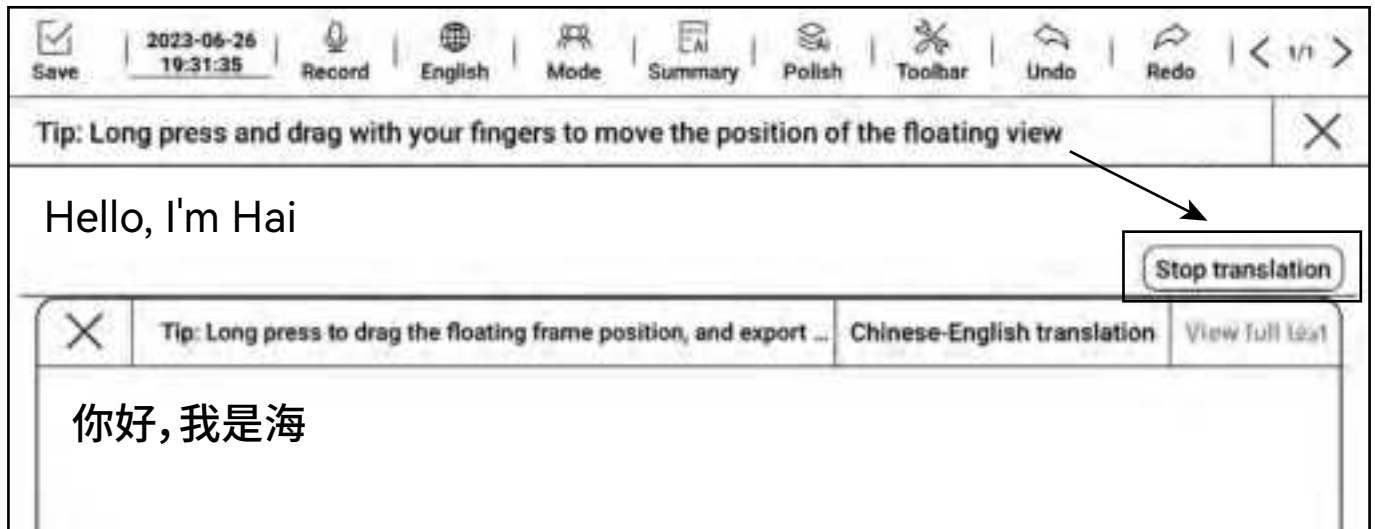 Save
2023-06-26
19:31:35
Record
English
Mode
Summary
Polish
Toolbar
Undo
Redo
1/1
Tip: Long press and drag with your fingers to move the position of the floating view
Hello, I'm Hai
Stop translation
Tip: Long press to drag the floating frame position, and export ...
Chinese-English translation
View full text
你好,我是海